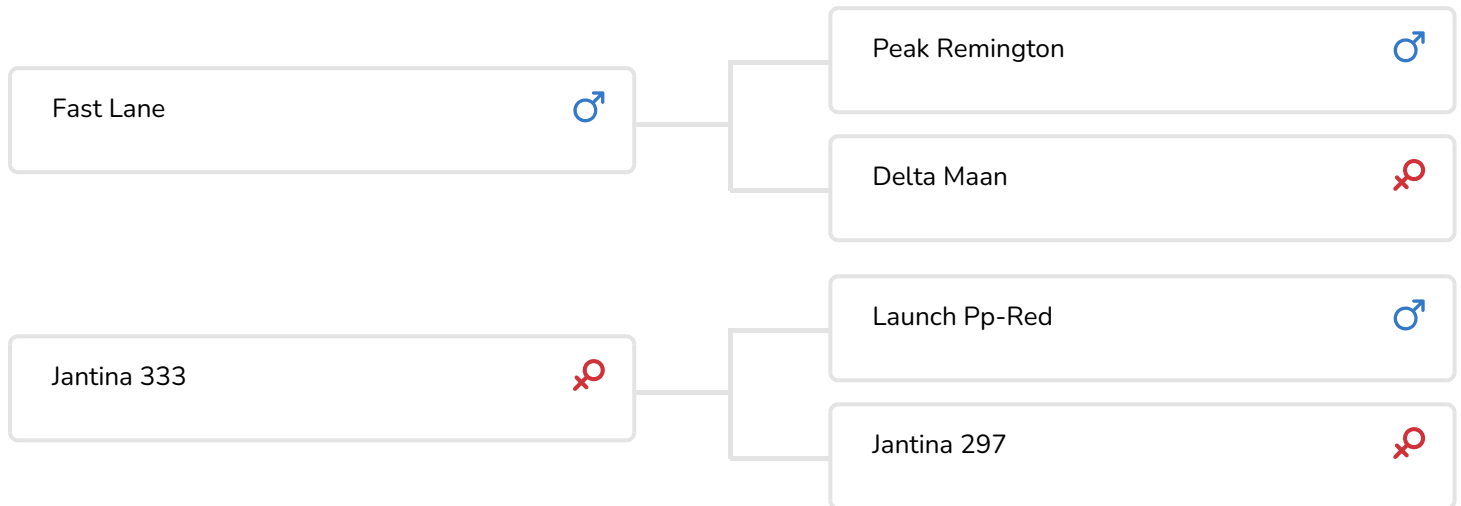 Peak Remington
Fast Lane
Delta Maan
Launch Pp-Red
Jantina 333
Jantina 297